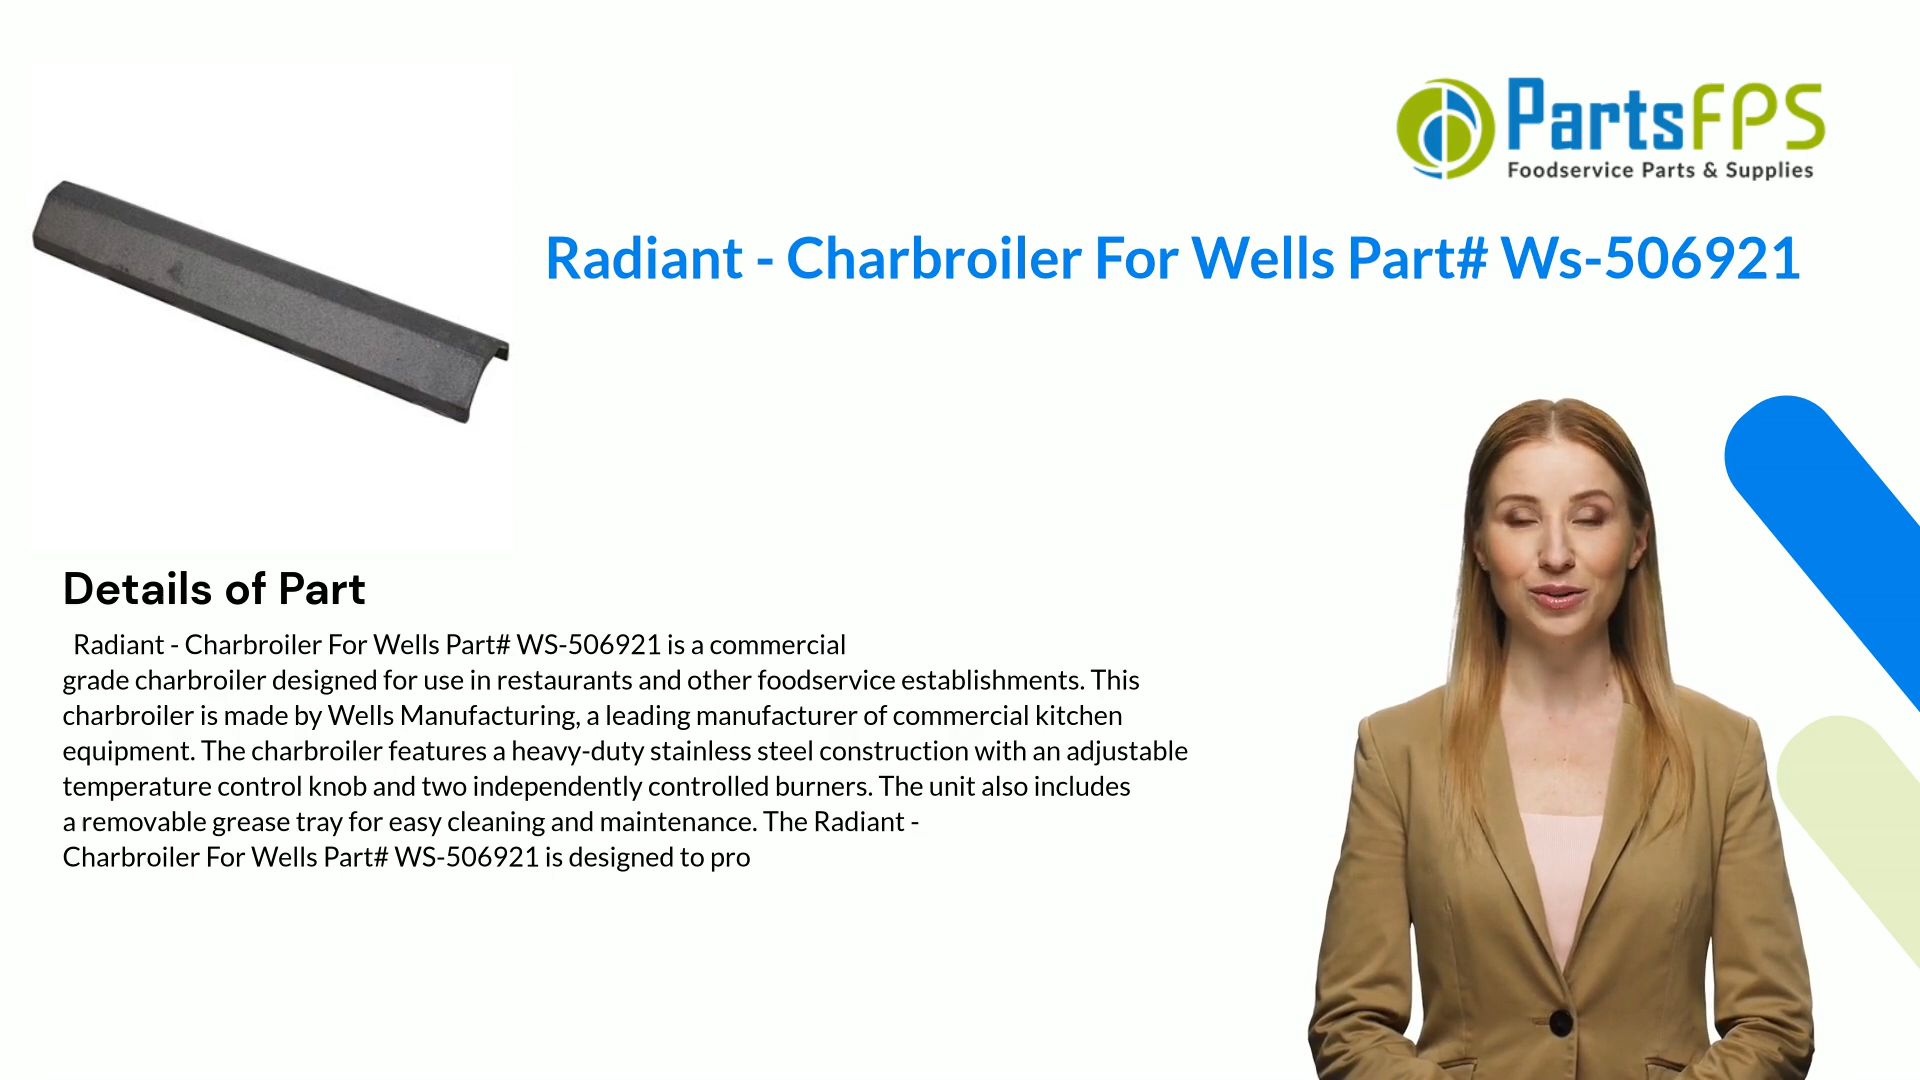 PartsFPS
Foodservice Parts & Supplies
Radiant - Charbroiler For Wells Part# Ws-506921
Details of Part
Radiant - Charbroiler For Wells Part# WS-506921 is a commercial
grade charbroiler designed for use in restaurants and other foodservice establishments. This
charbroiler is made by Wells Manufacturing, a leading manufacturer of commercial kitchen
equipment. The charbroiler features a heavy-duty stainless steel construction with an adjustable
temperature control knob and two independently controlled burners. The unit also includes
a removable grease tray for easy cleaning and maintenance. The Radiant -
Charbroiler For Wells Part# WS-506921 is designed to pro